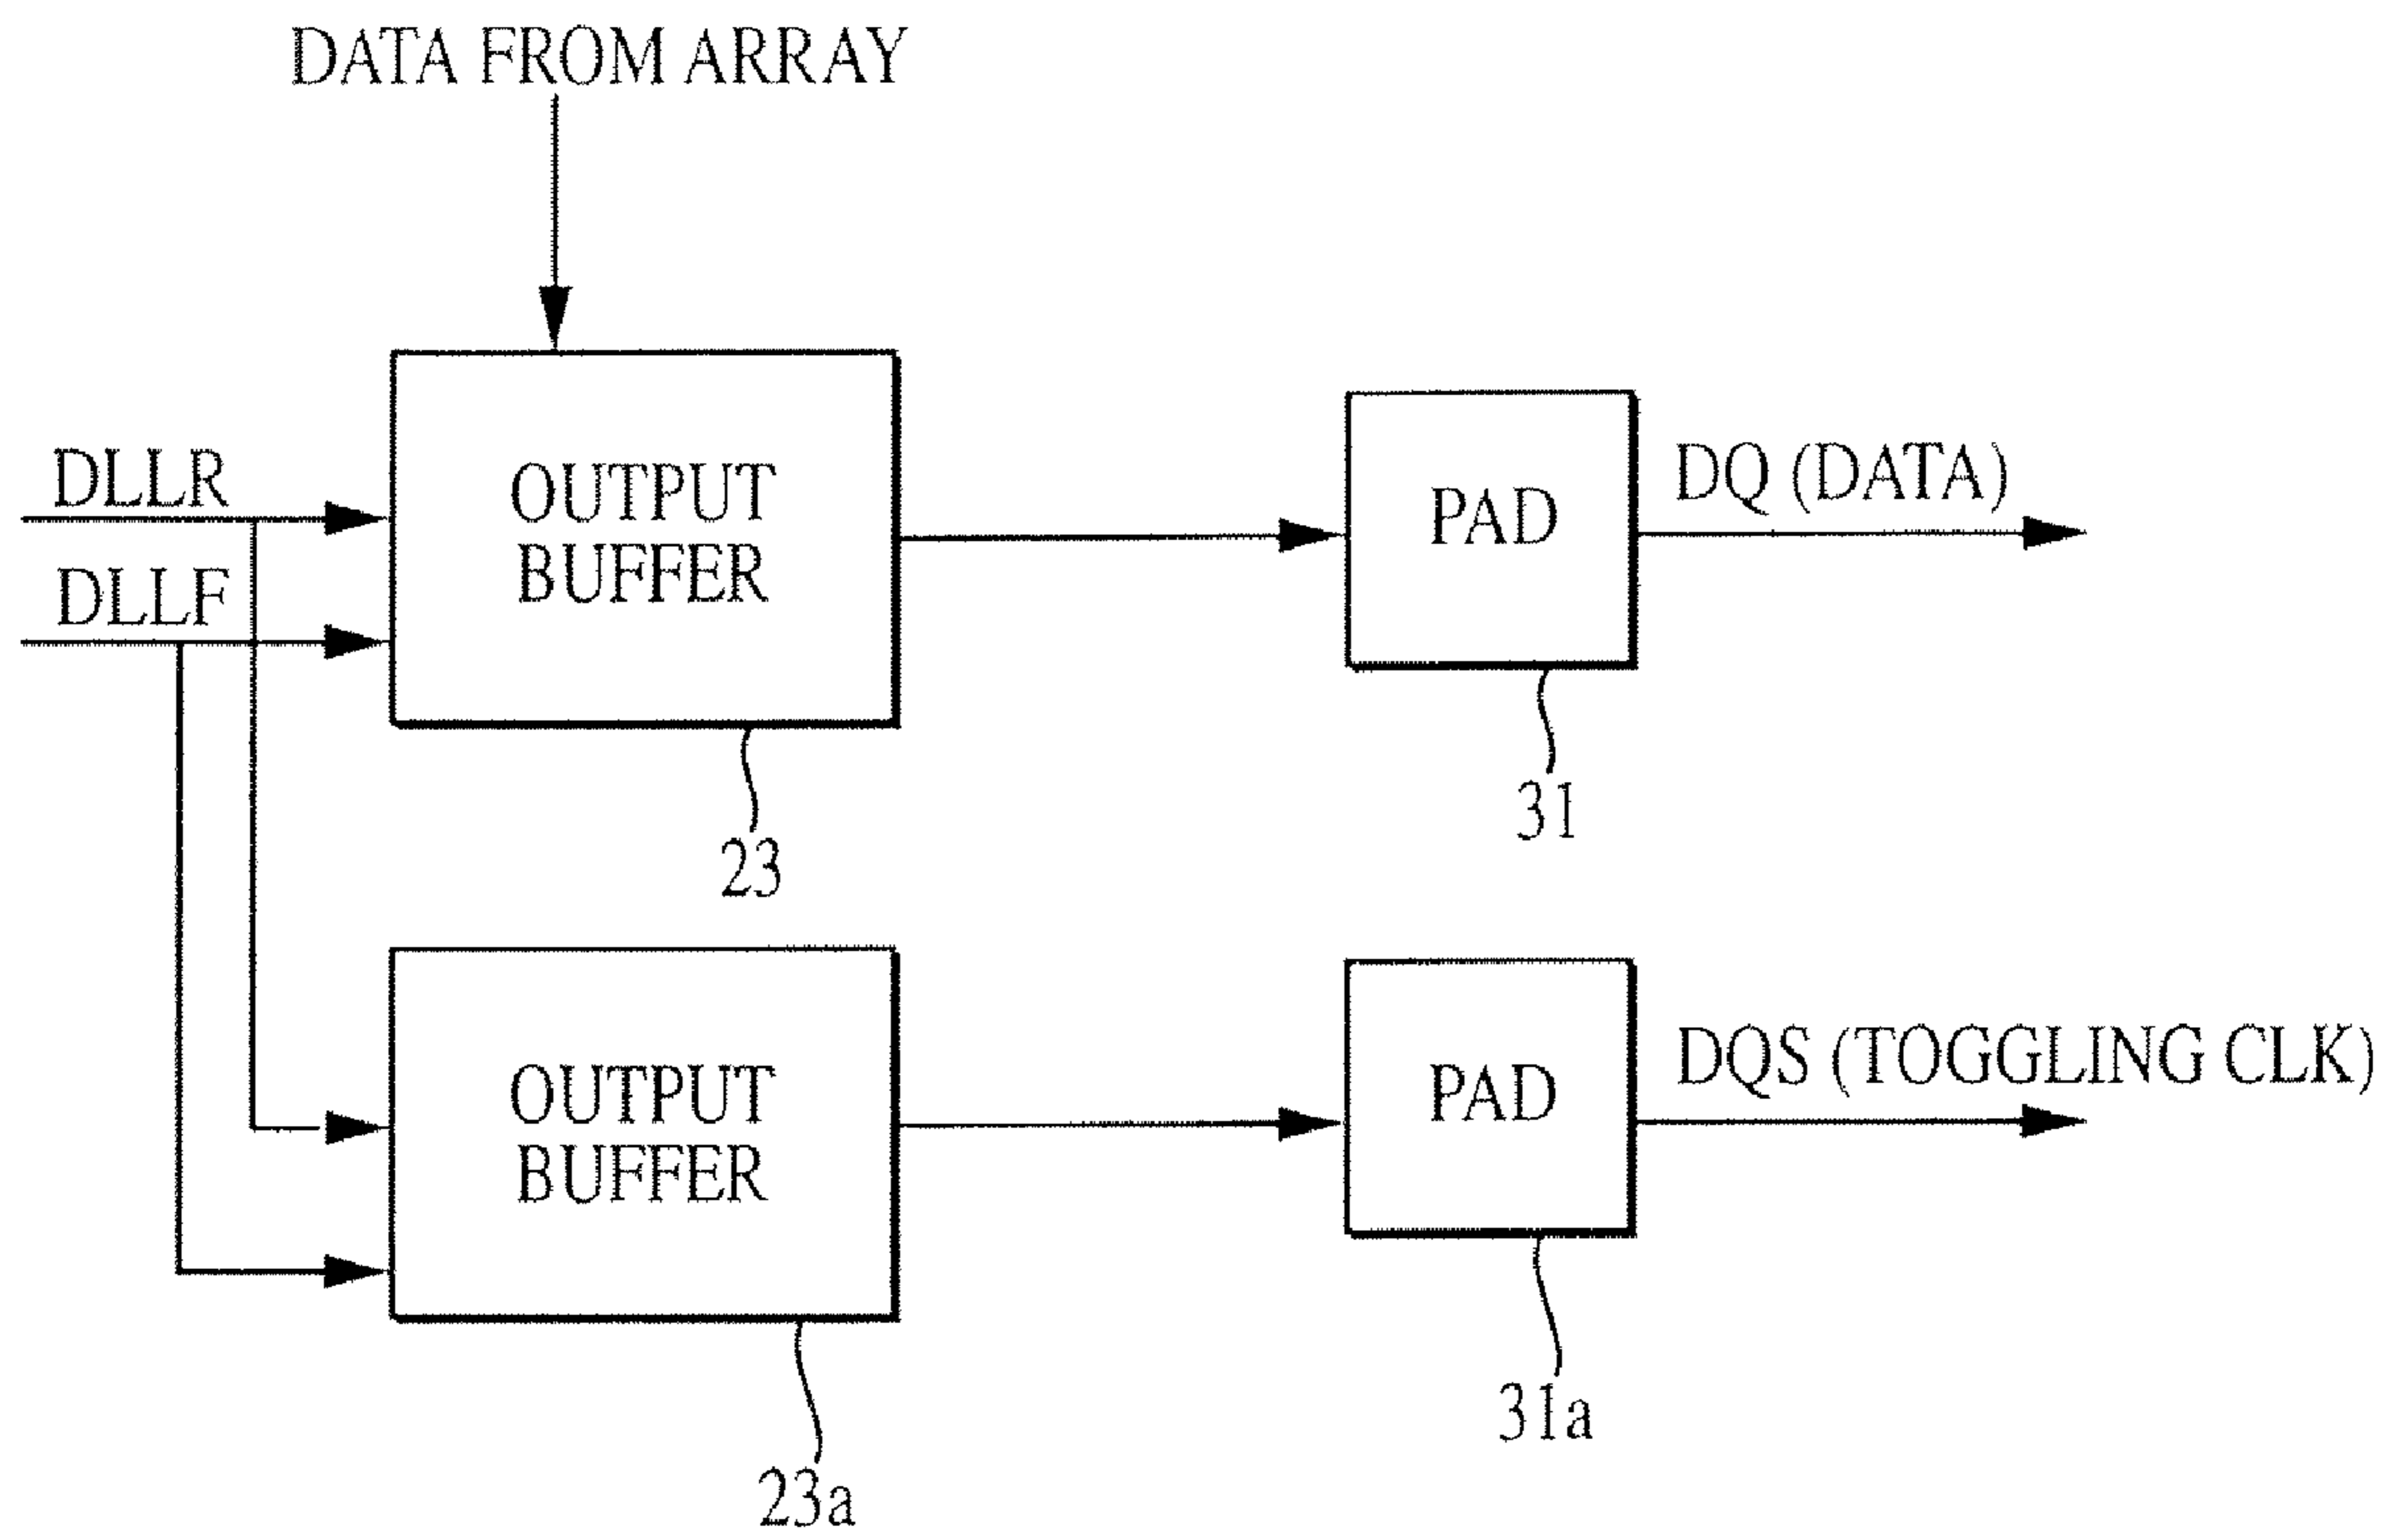 DATA FROM ARRAY
DLLR
DLLF
OUTPUT
BUFFER
PAD
DQ (DATA)
23
31
OUTPUT
BUFFER
PAD
DQS (TOGGLING CLK)
23a
31a